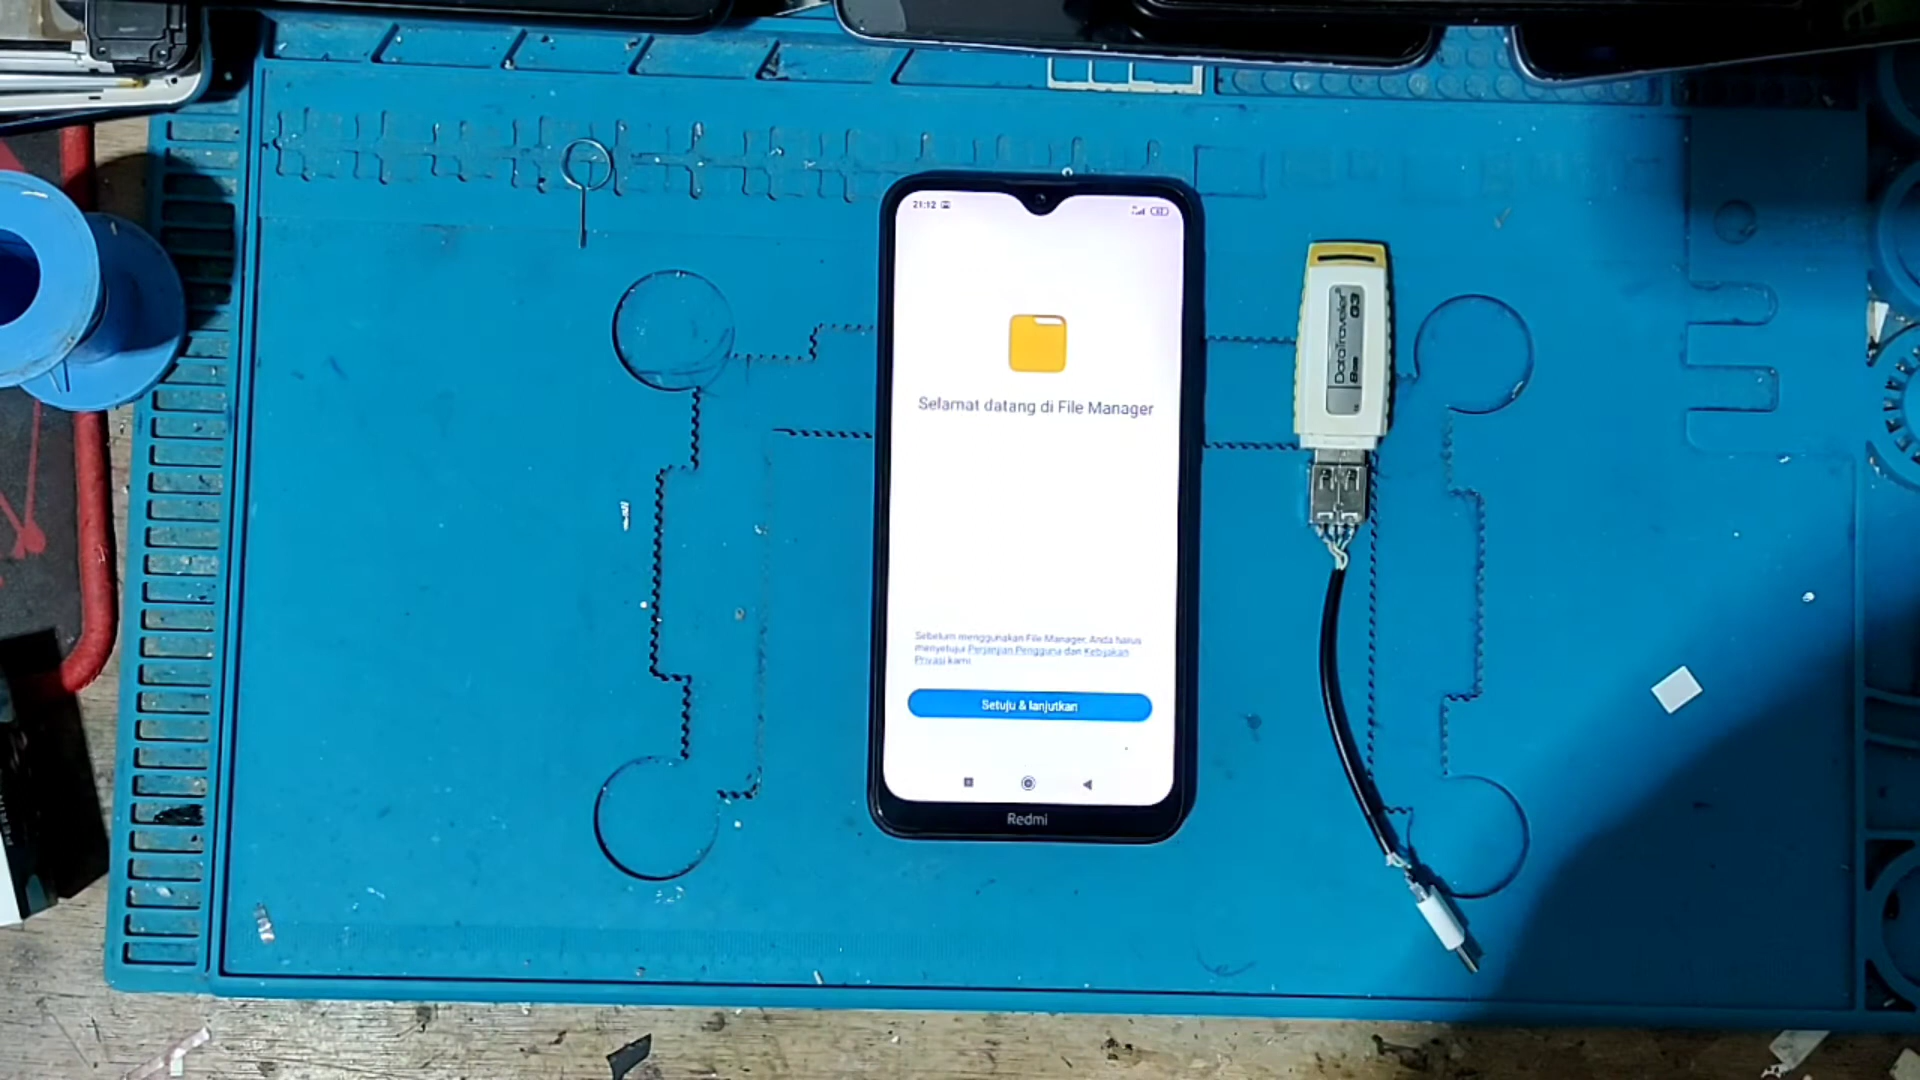 21:12
Selamat datang di File Manager
Sebelum menggunakan File Manager, Anda harus
menyetujui Perjanjian Pengguna dan Kebijakan
Privasi kami
Setuju & lanjutkan
Redmi
DataTraveler G3
8GB